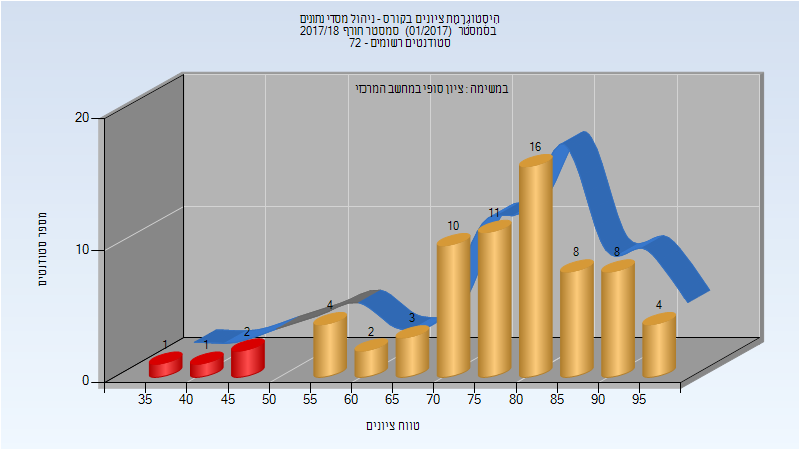 היסטוגרמת ציונים בקורס - ניהול מסדי נתונים
בסמסטר (01/2017) סמסטר חורף 2017/18
סטודנטים רשומים - 72
במשימה : ציון סופי במחשב המרכזי
מספר סטודנטים
20
10
0
1
1
2
4
2
3
10
11
16
8
8
4
35 40 45 50 55 60 65 70 75 80 85 90 95
טווח ציונים